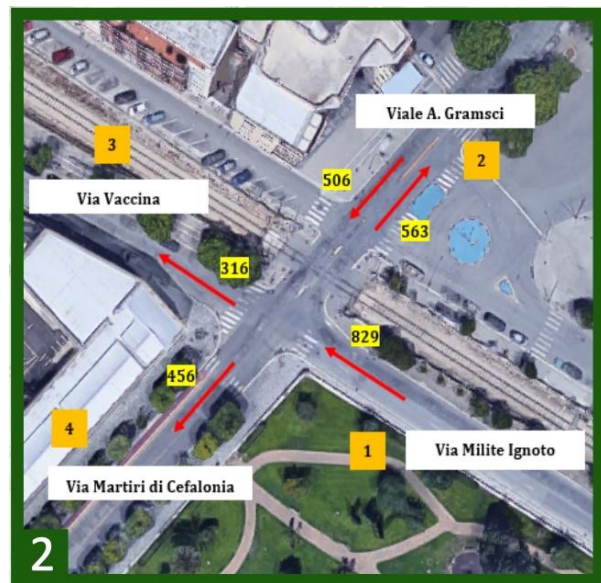 Viale A. Gramsci
3
2
506
Via Vaccina
563
316
829
456
4
1
Via Milite Ignoto
Via Martiri di Cefalonia
2